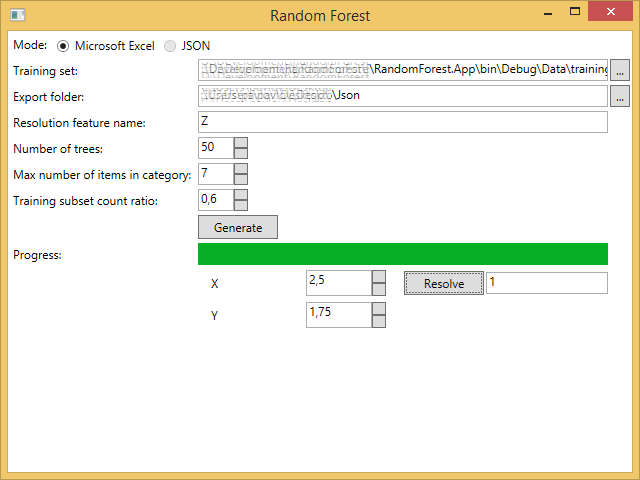 Random Forest
Mode: Microsoft Excel JSON
Training set: \RandomForest.App\bin\Debug\Data\training ...
Export folder: \Json ...
Resolution feature name: Z
Number of trees: 50
Max number of items in category: 7
Training subset count ratio: 0,6
Generate
Progress:
X 2,5 Resolve 1
Y 1,75